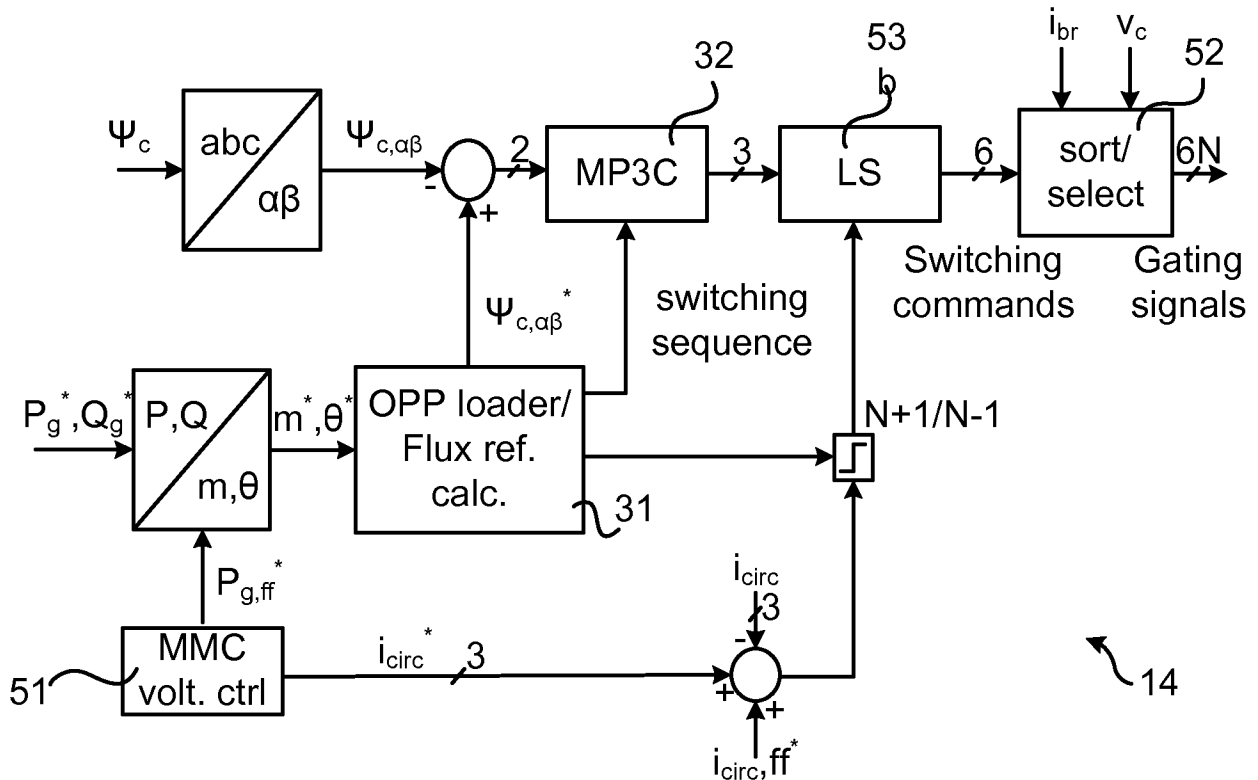 i_br
v_c
53
32
b
52
Ψ_c
abc
αβ
Ψ_c,αβ
-
+
2
MP3C
3
LS
6
sort/
select
6N
Switching
commands
Gating
signals
Ψ_c,αβ*
switching
sequence
P_g*,Q_g*
P,Q
m,θ
m*,θ*
OPP loader/
Flux ref.
calc.
31
N+1/N-1
P_g,ff*
MMC
volt. ctrl
51
i_circ*
3
i_circ
3
-
+
+
i_circ,ff*
14